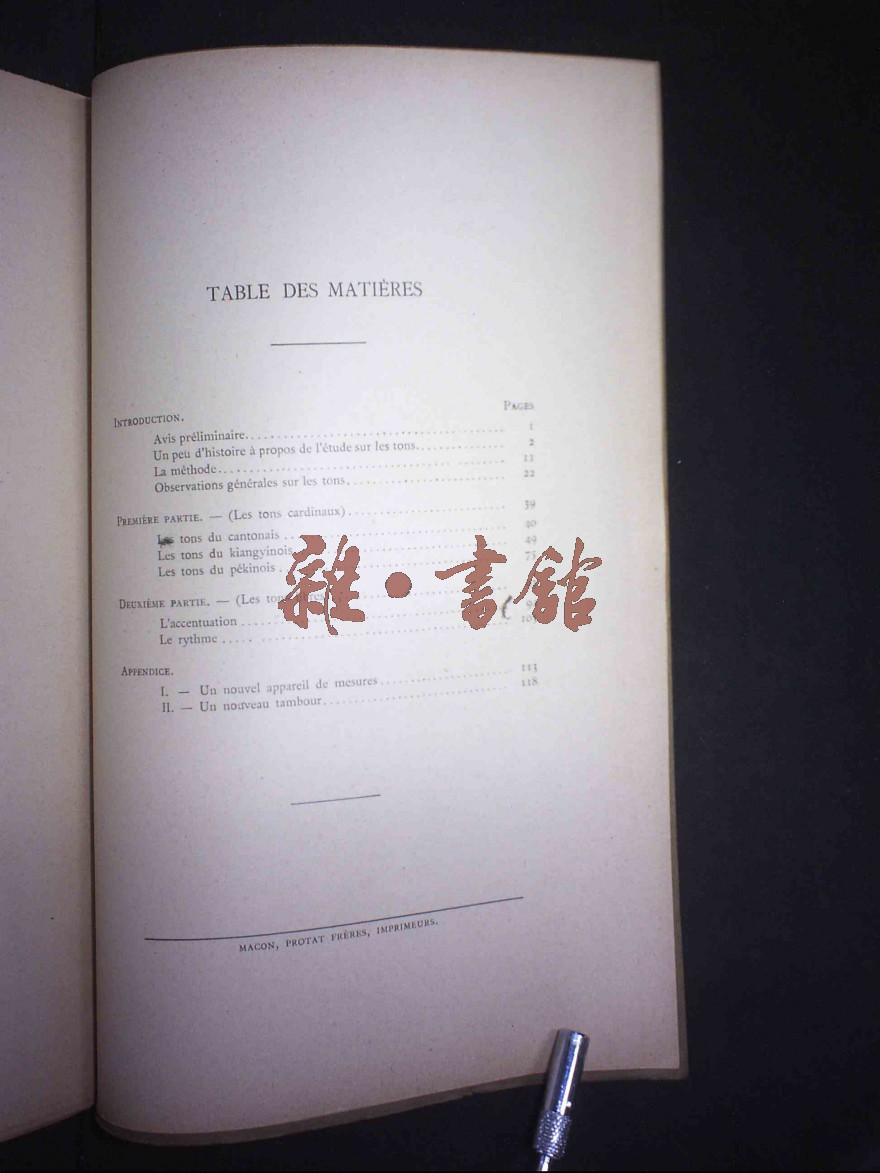 TABLE DES MATIÈRES
PAGES
INTRODUCTION.
Avis préliminaire........ 1
Un peu d'histoire à propos de l'étude sur les tons........ 2
La méthode........ 11
Observations générales sur les tons........ 22
PREMIÈRE PARTIE. — (Les tons cardinaux)........ 39
Les tons du cantonais........ 40
Les tons du kiangyinois........ 49
Les tons du pékinois........ 75
DEUXIÈME PARTIE. — (Les
L'accentuation........
Le rythme........
APPENDICE.
I. — Un nouvel appareil de mesures........ 113
II. — Un nouveau tambour........ 118
MACON, PROTAT FRÈRES, IMPRIMEURS.
雜·書館